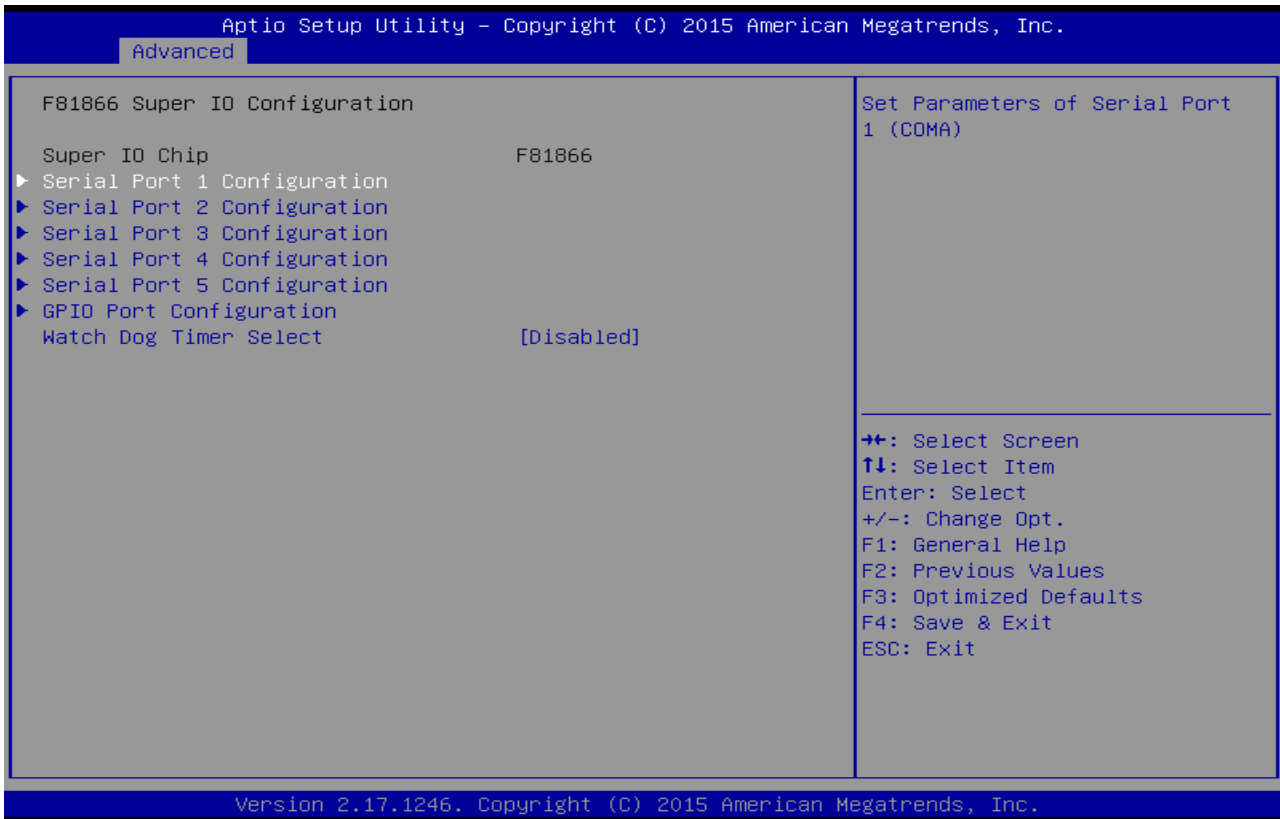 Aptio Setup Utility – Copyright (C) 2015 American Megatrends, Inc.
Advanced
F81866 Super IO Configuration
Super IO Chip F81866
▶ Serial Port 1 Configuration
▶ Serial Port 2 Configuration
▶ Serial Port 3 Configuration
▶ Serial Port 4 Configuration
▶ Serial Port 5 Configuration
▶ GPIO Port Configuration
Watch Dog Timer Select [Disabled]
Set Parameters of Serial Port
1 (COMA)
→←: Select Screen
↑↓: Select Item
Enter: Select
+/-: Change Opt.
F1: General Help
F2: Previous Values
F3: Optimized Defaults
F4: Save & Exit
ESC: Exit
Version 2.17.1246. Copyright (C) 2015 American Megatrends, Inc.